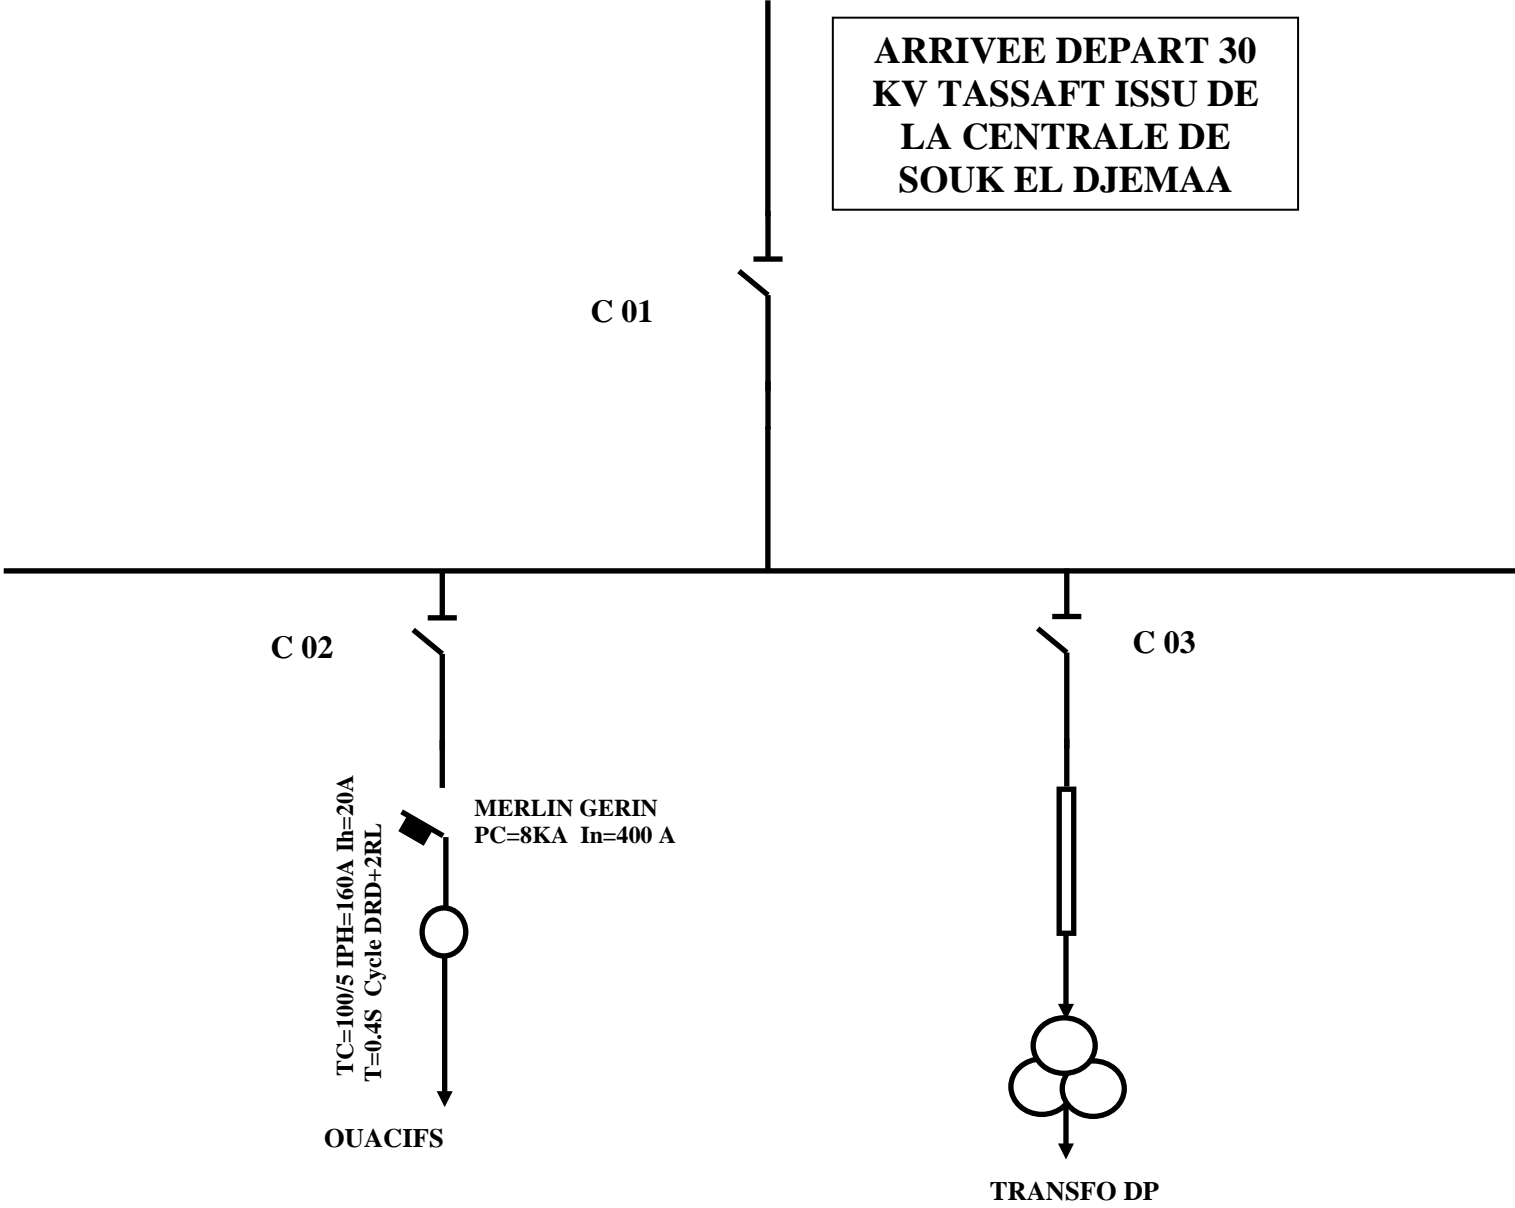 ARRIVEE DEPART 30
KV TASSAFT ISSU DE
LA CENTRALE DE
SOUK EL DJEMAA
C 01
C 02
C 03
TC=100/5 IPH=160A Ih=20A
T=0.4S Cycle DRD+2RL
MERLIN GERIN
PC=8KA In=400 A
OUACIFS
TRANSFO DP